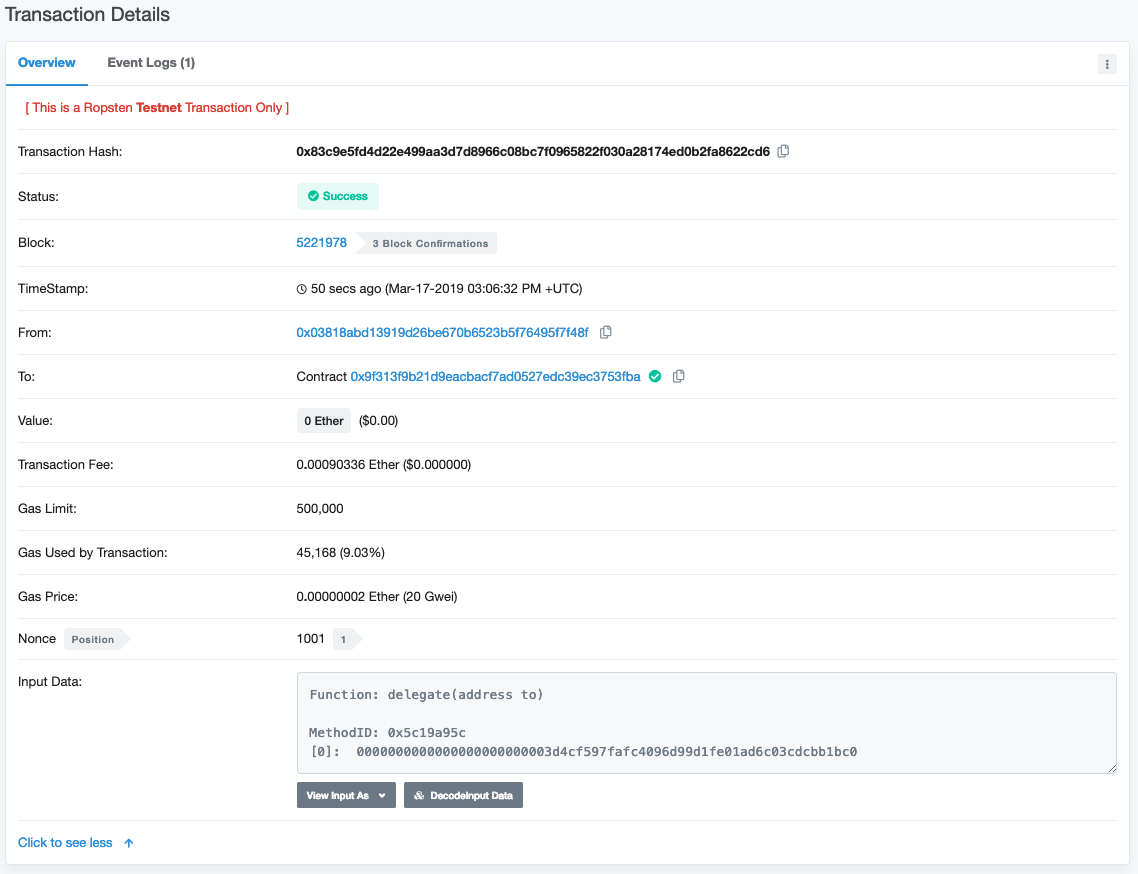 Transaction Details
Overview Event Logs (1)
[ This is a Ropsten Testnet Transaction Only ]
Transaction Hash: 0x83c9e5fd4d22e499aa3d7d8966c08bc7f0965822f030a28174ed0b2fa8622cd6
Status: Success
Block: 5221978 3 Block Confirmations
TimeStamp: 50 secs ago (Mar-17-2019 03:06:32 PM +UTC)
From: 0x03818abd13919d26be670b6523b5f76495f7f48f
To: Contract 0x9f313f9b21d9eacbacf7ad0527edc39ec3753fba
Value: 0 Ether ($0.00)
Transaction Fee: 0.00090336 Ether ($0.000000)
Gas Limit: 500,000
Gas Used by Transaction: 45,168 (9.03%)
Gas Price: 0.00000002 Ether (20 Gwei)
Nonce Position 1001 1
Input Data:
Function: delegate(address to)
MethodID: 0x5c19a95c
[0]: 0000000000000000000000003d4cf597fafc4096d99d1fe01ad6c03cdcbb1bc0
View Input As DecodeInput Data
Click to see less